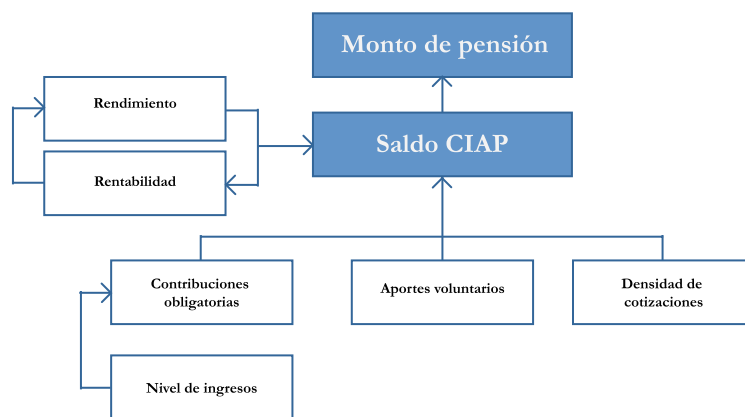 Monto de pensión
Rendimiento
Saldo CIAP
Rentabilidad
Contribuciones
obligatorias
Aportes voluntarios
Densidad de
cotizaciones
Nivel de ingresos